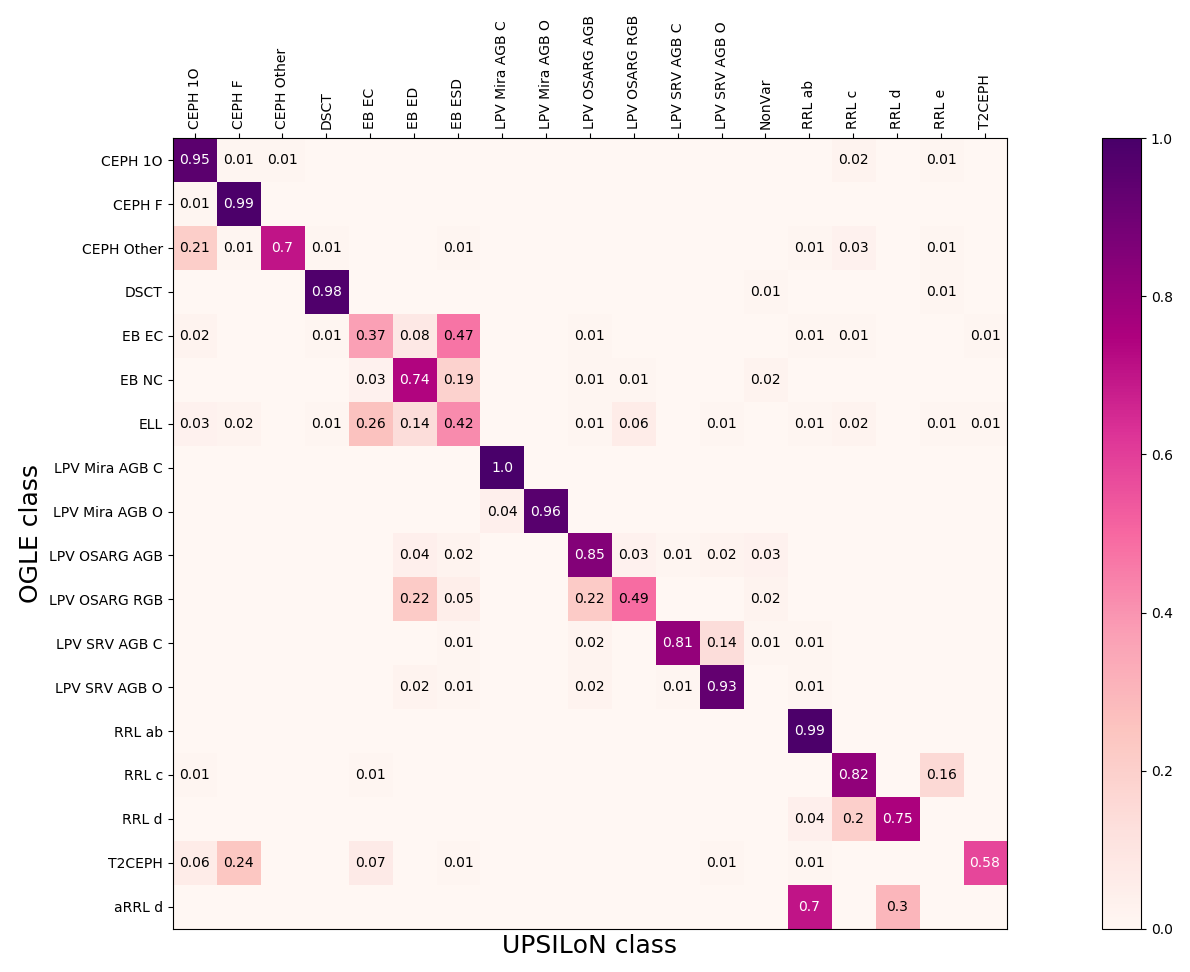 CEPH 1O CEPH F CEPH Other DSCT EB EC EB ED EB ESD LPV Mira AGB C LPV Mira AGB O LPV OSARG AGB LPV OSARG RGB LPV SRV AGB C LPV SRV AGB O NonVar RRL ab RRL c RRL d RRL e T2CEPH
CEPH 1O 0.95 0.01 0.01 0.02 0.01
CEPH F 0.01 0.99
CEPH Other 0.21 0.01 0.7 0.01 0.01 0.01 0.03 0.01
DSCT 0.98 0.01 0.01
EB EC 0.02 0.01 0.37 0.08 0.47 0.01 0.01 0.01 0.01
EB NC 0.03 0.74 0.19 0.01 0.01 0.02
ELL 0.03 0.02 0.01 0.26 0.14 0.42 0.01 0.06 0.01 0.01 0.02 0.01 0.01
LPV Mira AGB C 1.0
LPV Mira AGB O 0.04 0.96
LPV OSARG AGB 0.04 0.02 0.85 0.03 0.01 0.02 0.03
LPV OSARG RGB 0.22 0.05 0.22 0.49 0.02
LPV SRV AGB C 0.01 0.02 0.81 0.14 0.01 0.01
LPV SRV AGB O 0.02 0.01 0.02 0.01 0.93 0.01
RRL ab 0.99
RRL c 0.01 0.01 0.82 0.16
RRL d 0.04 0.2 0.75
T2CEPH 0.06 0.24 0.07 0.01 0.01 0.01 0.58
aRRL d 0.7 0.3
OGLE class
UPSILoN class
1.0
0.8
0.6
0.4
0.2
0.0